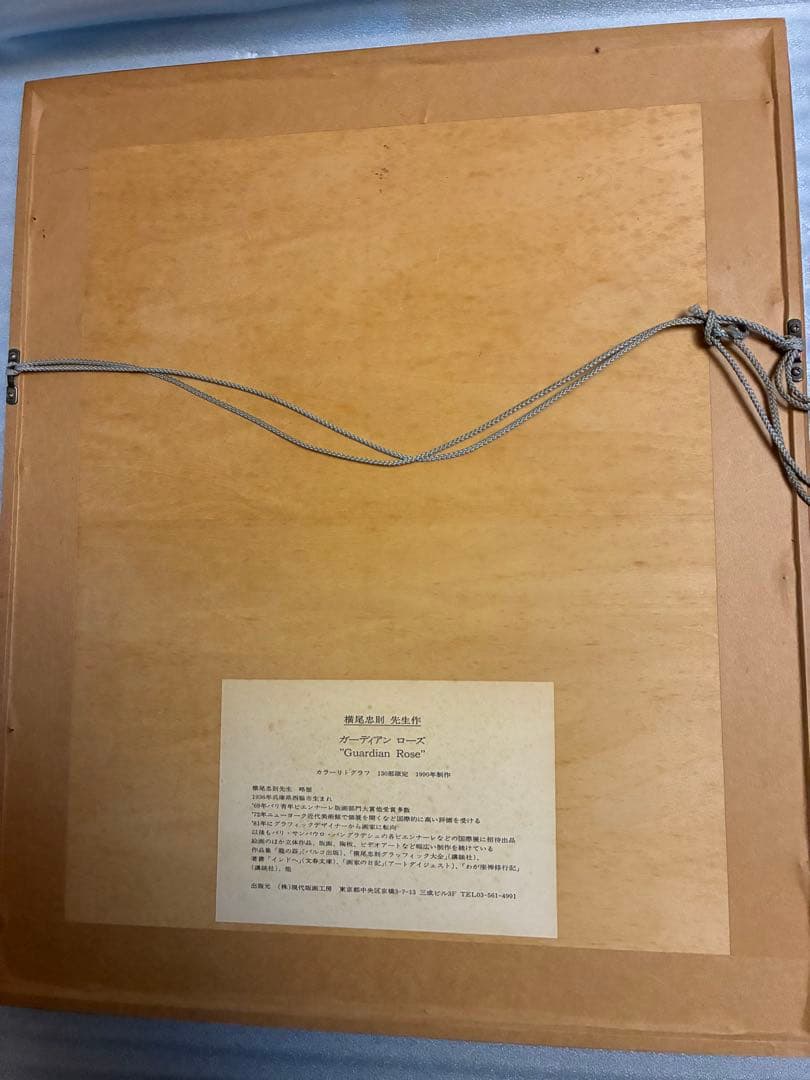 横尾忠則 先生作
ガーディアン ローズ
"Guardian Rose"
カラーリトグラフ 130部限定 1990年制作
横尾忠則先生 略歴
1936年兵庫県西脇市生まれ
'69年パリ青年ビエンナーレ版画部門大賞他受賞多数
'72年ニューヨーク近代美術館で個展を開くなど国際的に高い評価を受ける
'81年にグラフィックデザイナーから画家に転向
以後もパリ・サンパウロ・バングラデシュの各ビエンナーレなどの国際展に招待出品
絵画のほか立体作品、版画、陶板、ビデオアートなど幅広い制作を続けている
作品集「龍の器」(パルコ出版)、「横尾忠則グラフィック大全」(講談社)、
著書「インドへ」(文春文庫)、「画家の日記」(アートダイジェスト)、「わが座禅修行記」
(講談社)、他
出版元 (株)現代版画工房 東京都中央区京橋3-7-13 三成ビル3F TEL03-561-4991